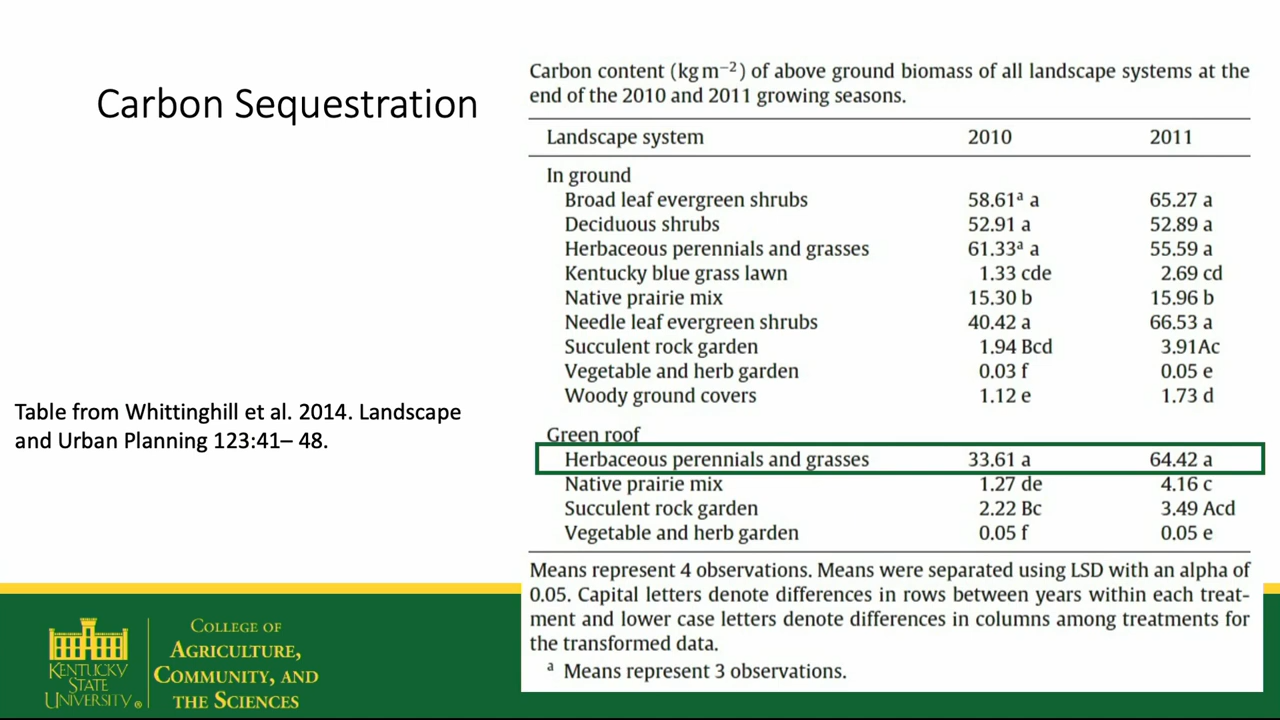 Carbon Sequestration
Table from Whittinghill et al. 2014. Landscape
and Urban Planning 123:41– 48.
Carbon content (kg m−2) of above ground biomass of all landscape systems at the
end of the 2010 and 2011 growing seasons.
Landscape system 2010 2011
In ground
Broad leaf evergreen shrubs 58.61a a 65.27 a
Deciduous shrubs 52.91 a 52.89 a
Herbaceous perennials and grasses 61.33a a 55.59 a
Kentucky blue grass lawn 1.33 cde 2.69 cd
Native prairie mix 15.30 b 15.96 b
Needle leaf evergreen shrubs 40.42 a 66.53 a
Succulent rock garden 1.94 Bcd 3.91Ac
Vegetable and herb garden 0.03 f 0.05 e
Woody ground covers 1.12 e 1.73 d
Green roof
Herbaceous perennials and grasses 33.61 a 64.42 a
Native prairie mix 1.27 de 4.16 c
Succulent rock garden 2.22 Bc 3.49 Acd
Vegetable and herb garden 0.05 f 0.05 e
Means represent 4 observations. Means were separated using LSD with an alpha of
0.05. Capital letters denote differences in rows between years within each treat-
ment and lower case letters denote differences in columns among treatments for
the transformed data.
a Means represent 3 observations.
KENTUCKY
STATE
UNIVERSITY®
COLLEGE OF
AGRICULTURE,
COMMUNITY, AND
THE SCIENCES